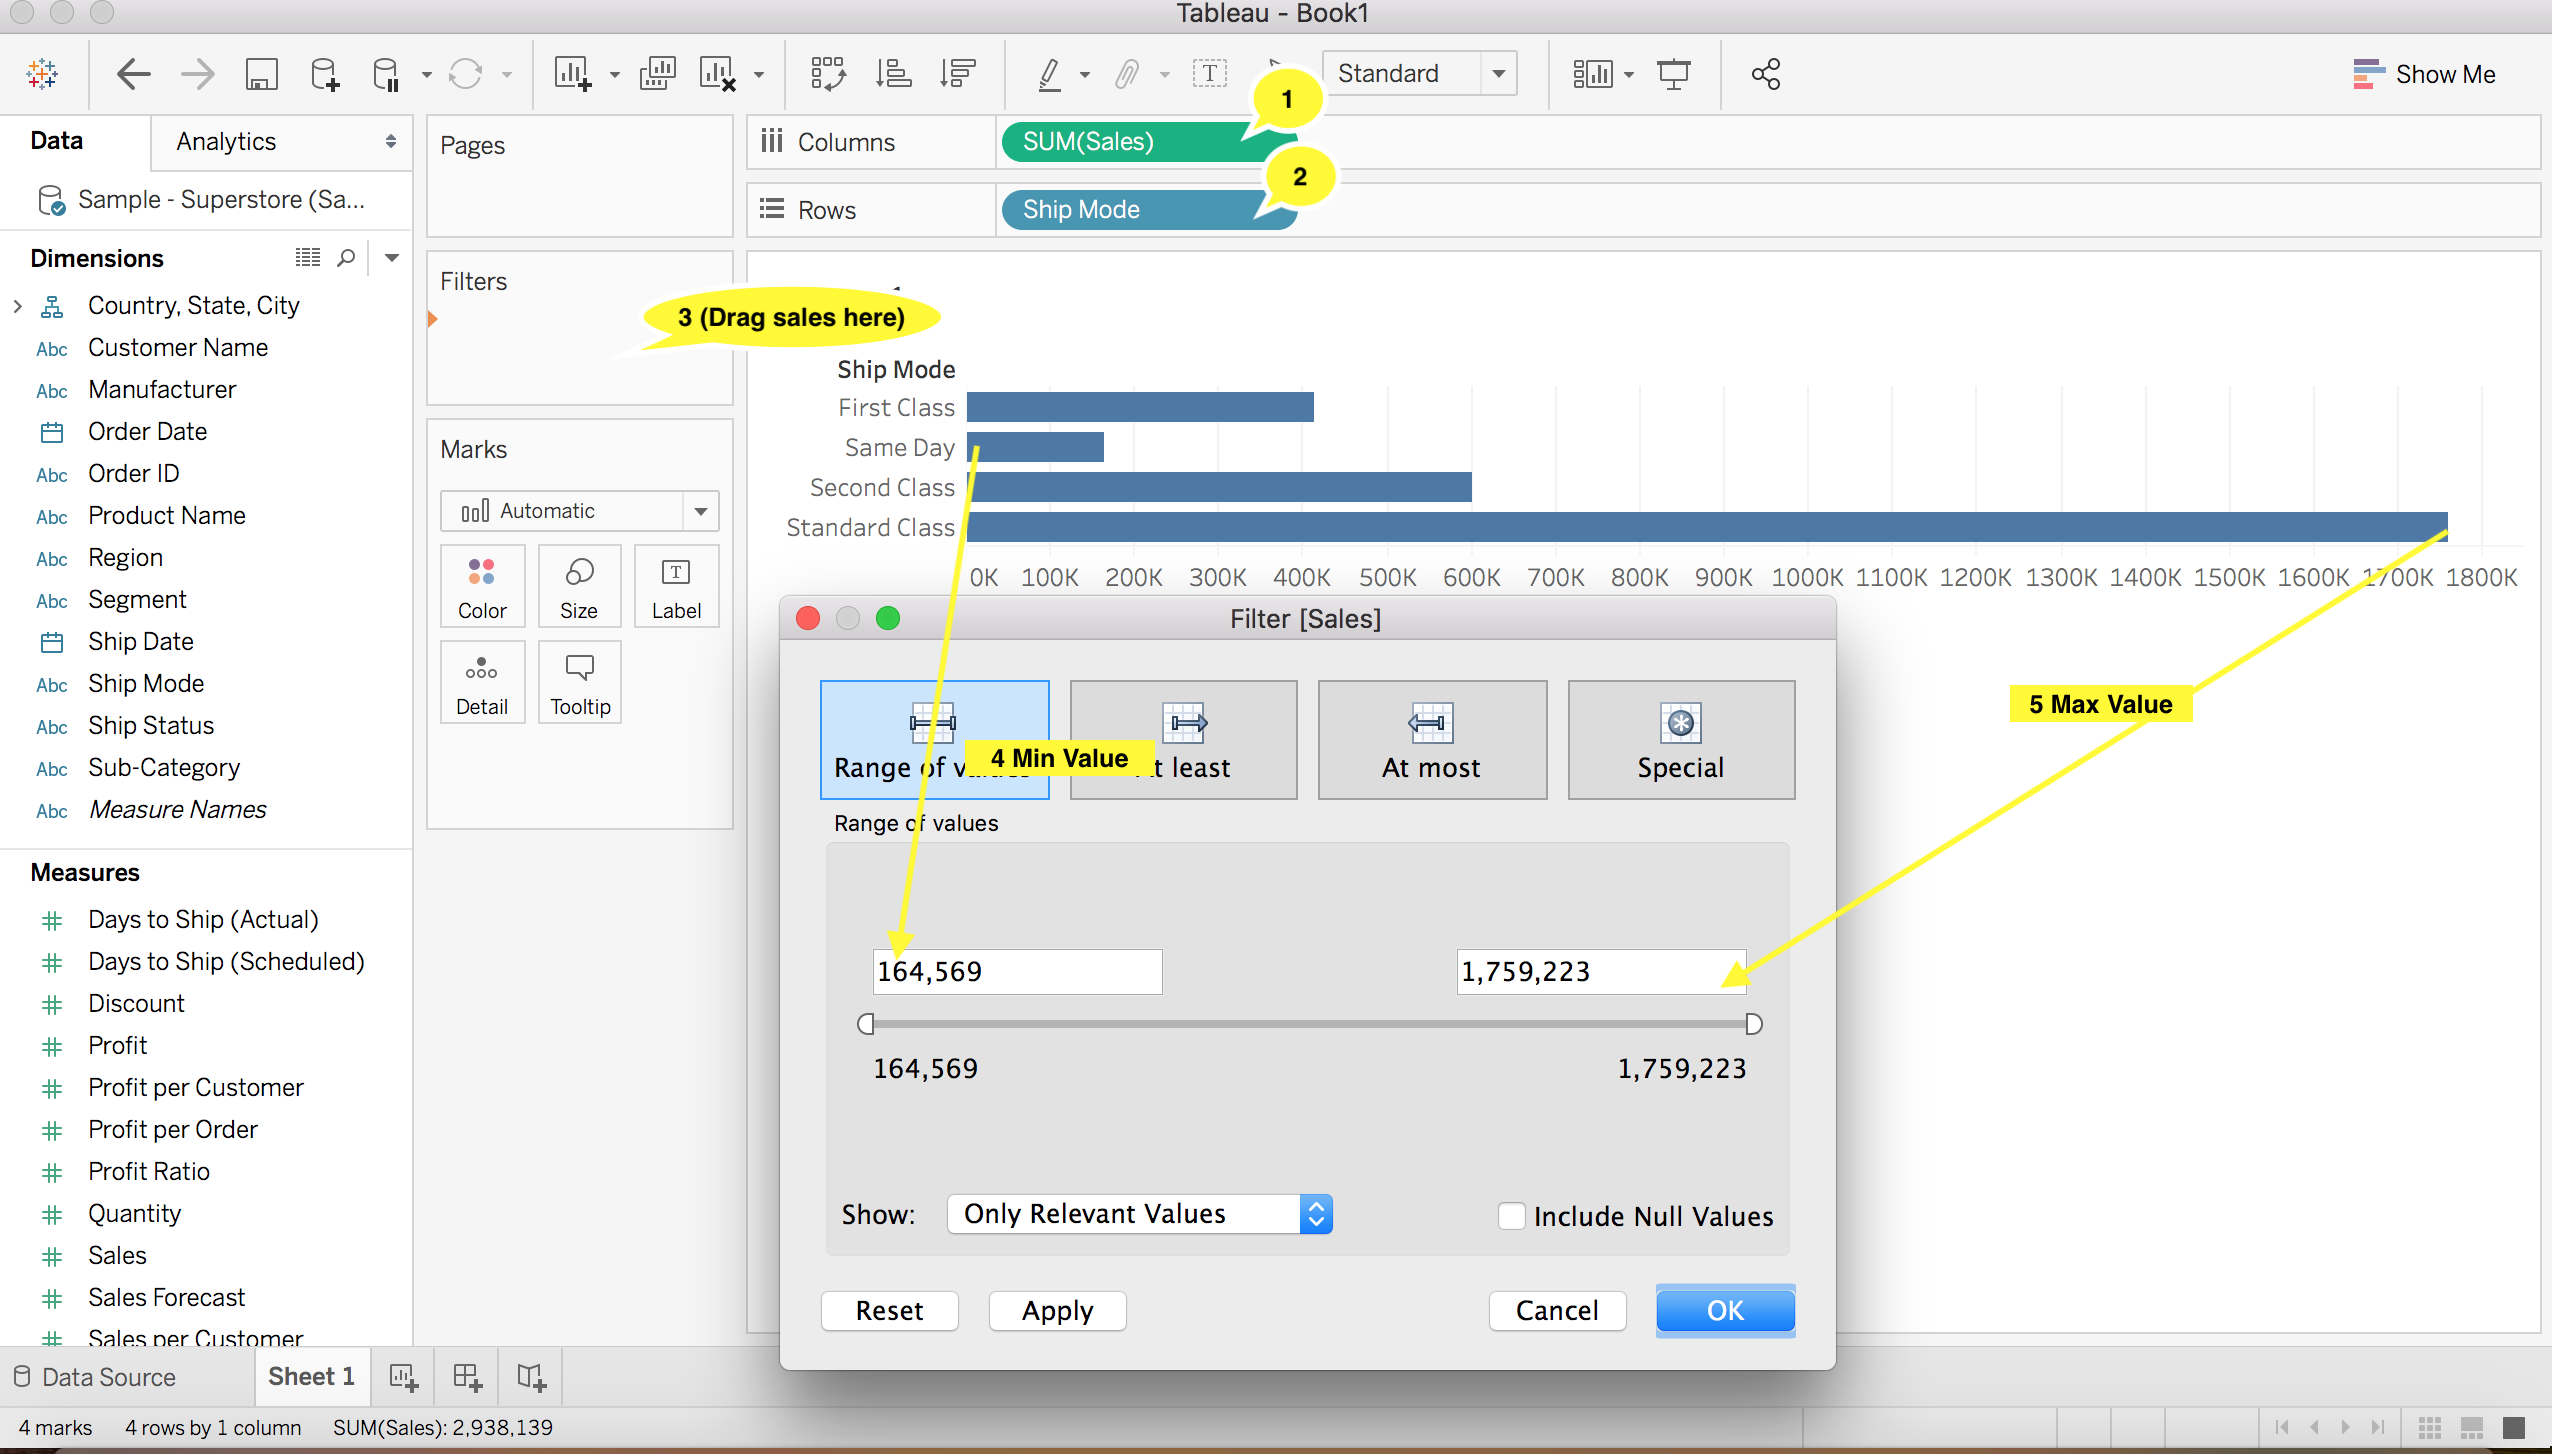 Tableau - Book1
Standard
Show Me
Data
Analytics
Sample - Superstore (Sa...
Dimensions
Country, State, City
Abc Customer Name
Abc Manufacturer
Order Date
Abc Order ID
Abc Product Name
Abc Region
Abc Segment
Ship Date
Abc Ship Mode
Abc Ship Status
Abc Sub-Category
Abc Measure Names
Measures
Days to Ship (Actual)
Days to Ship (Scheduled)
Discount
Profit
Profit per Customer
Profit per Order
Profit Ratio
Quantity
Sales
Sales Forecast
Sales per Customer
Pages
Filters
Marks
Automatic
Color
Size
T
Label
Detail
Tooltip
Columns
SUM(Sales)
1
Rows
Ship Mode
2
3 (Drag sales here)
Ship Mode
First Class
Same Day
Second Class
Standard Class
0K 100K 200K 300K 400K 500K 600K 700K 800K 900K 1000K 1100K 1200K 1300K 1400K 1500K 1600K 1700K 1800K
Filter [Sales]
Range of values
At least
At most
Special
4 Min Value
5 Max Value
Range of values
164,569
1,759,223
164,569
1,759,223
Show:
Only Relevant Values
Include Null Values
Reset
Apply
Cancel
OK
Data Source
Sheet 1
4 marks
4 rows by 1 column
SUM(Sales): 2,938,139